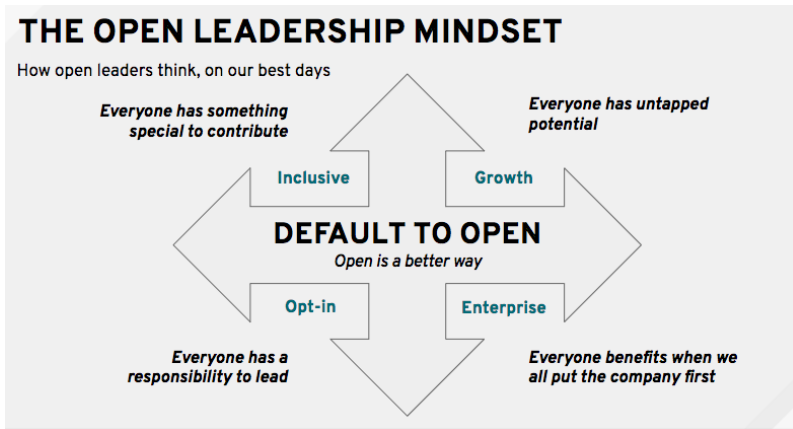 THE OPEN LEADERSHIP MINDSET
How open leaders think, on our best days
Everyone has something
special to contribute
Everyone has untapped
potential
Inclusive
Growth
DEFAULT TO OPEN
Open is a better way
Opt-in
Enterprise
Everyone has a
responsibility to lead
Everyone benefits when we
all put the company first